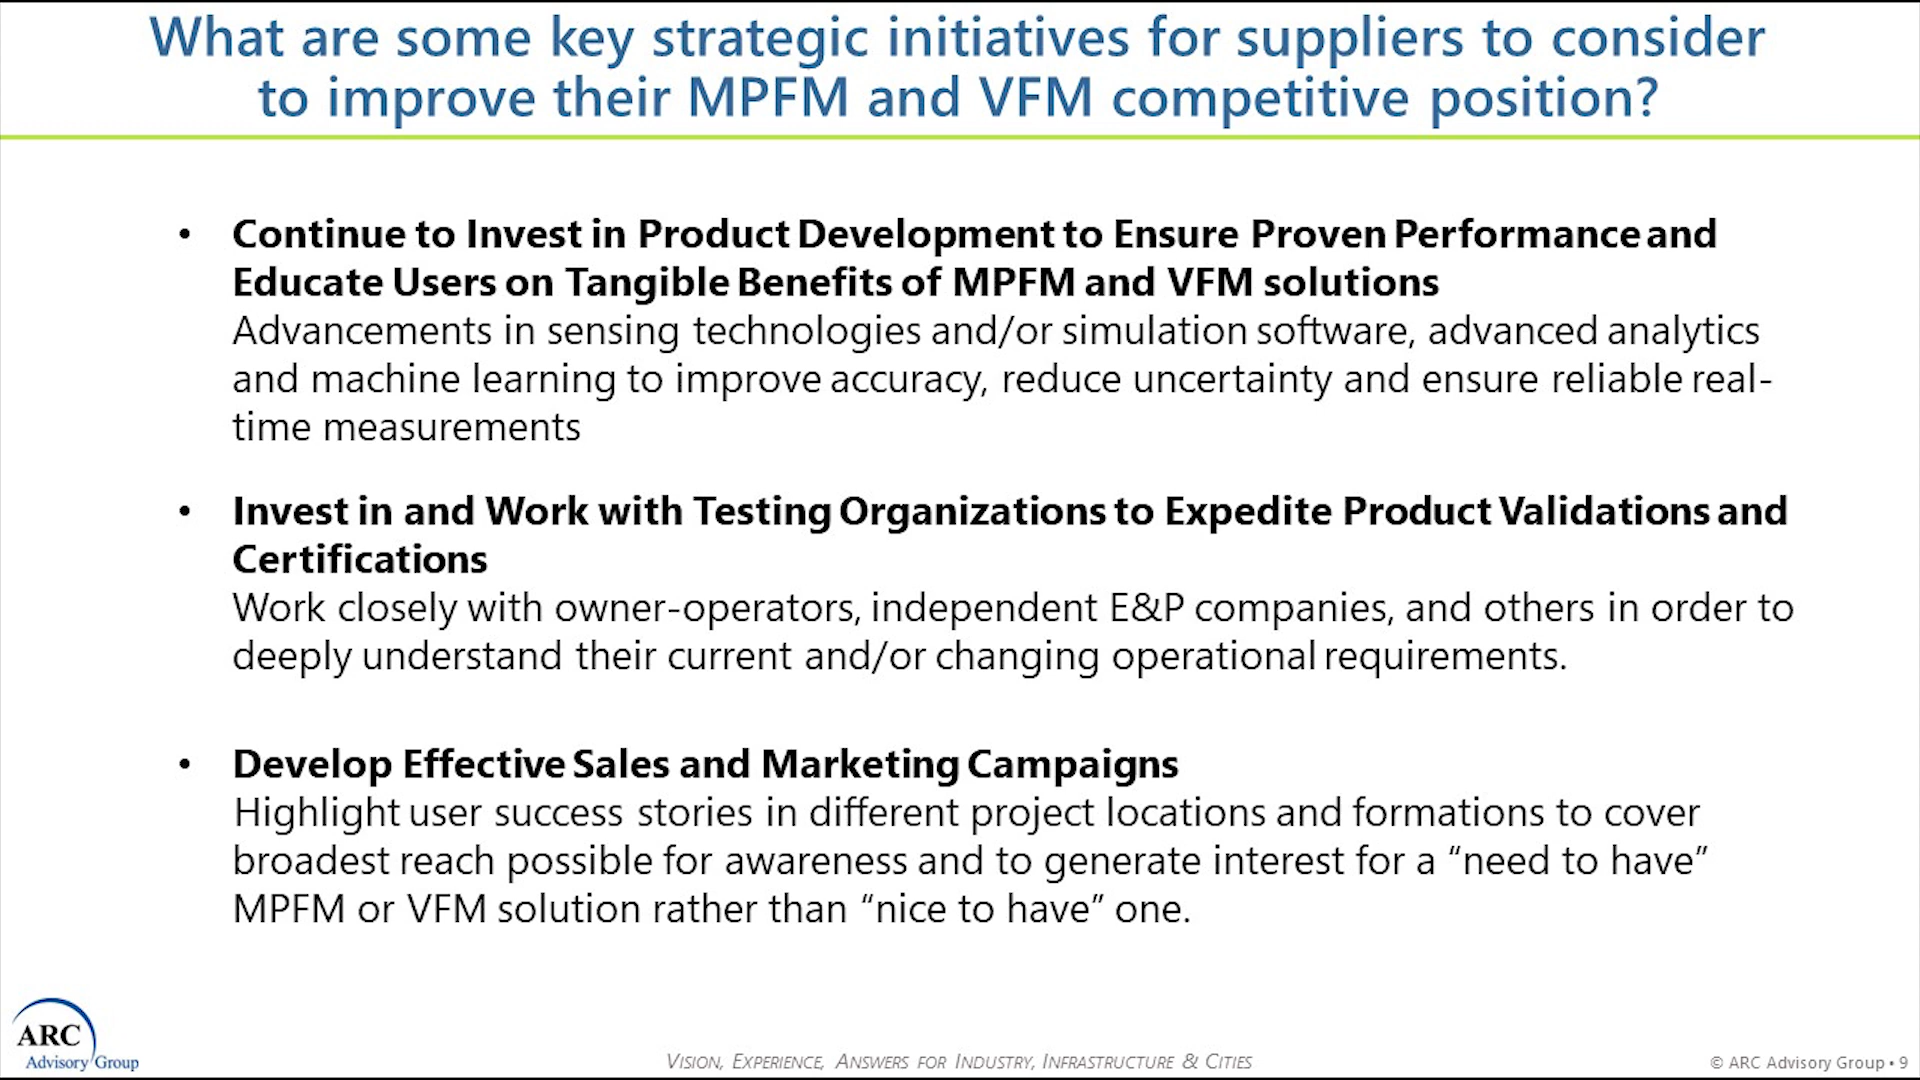 What are some key strategic initiatives for suppliers to consider
to improve their MPFM and VFM competitive position?
• Continue to Invest in Product Development to Ensure Proven Performance and
Educate Users on Tangible Benefits of MPFM and VFM solutions
Advancements in sensing technologies and/or simulation software, advanced analytics
and machine learning to improve accuracy, reduce uncertainty and ensure reliable real-
time measurements
• Invest in and Work with Testing Organizations to Expedite Product Validations and
Certifications
Work closely with owner-operators, independent E&P companies, and others in order to
deeply understand their current and/or changing operational requirements.
• Develop Effective Sales and Marketing Campaigns
Highlight user success stories in different project locations and formations to cover
broadest reach possible for awareness and to generate interest for a “need to have”
MPFM or VFM solution rather than “nice to have” one.
ARC
Advisory Group
VISION, EXPERIENCE, ANSWERS FOR INDUSTRY, INFRASTRUCTURE & CITIES
© ARC Advisory Group • 9